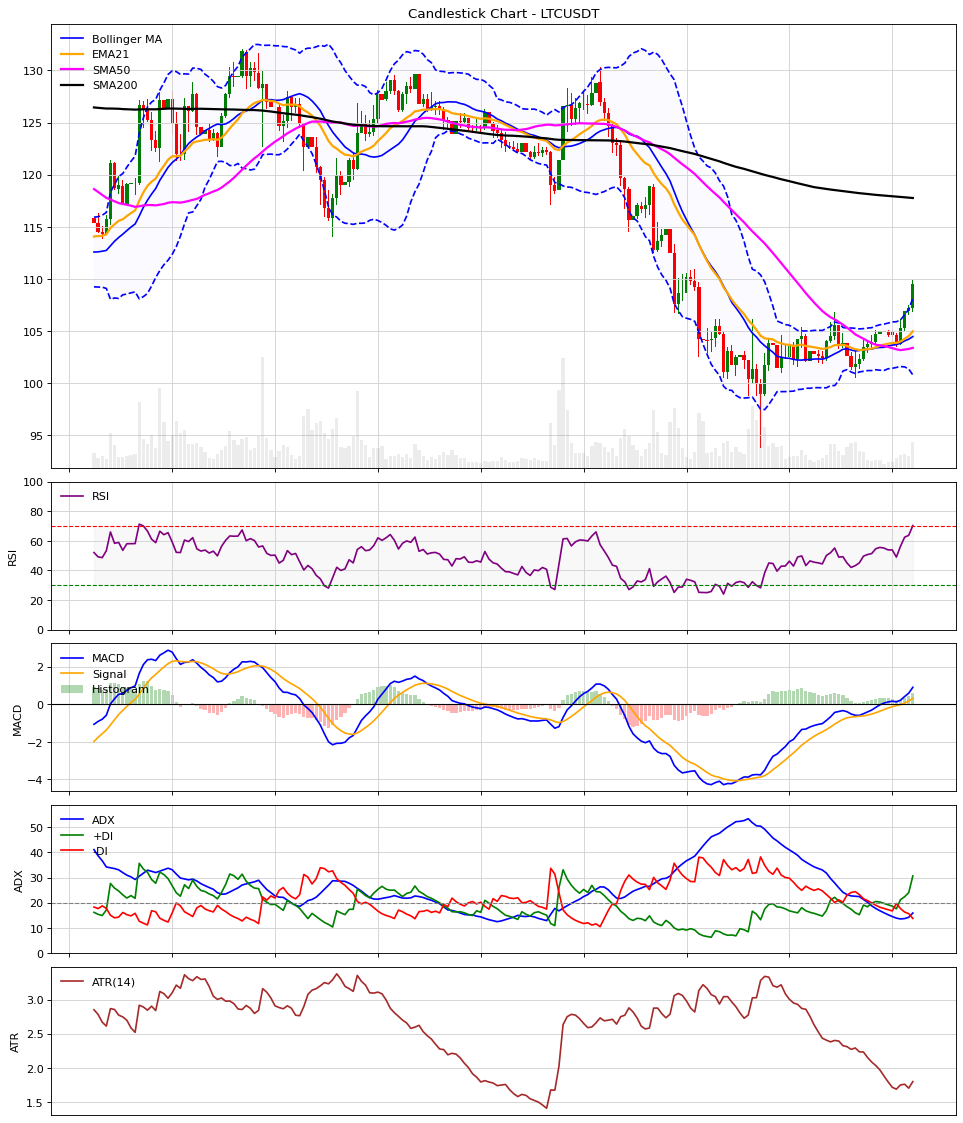 Candlestick Chart - LTCUSDT
Bollinger MA
EMA21
SMA50
SMA200
130
125
120
115
110
105
100
95
RSI
100
80
60
40
20
0
RSI
MACD
Signal
Histogram
2
0
−2
−4
MACD
ADX
+DI
-DI
50
40
30
20
10
0
ADX
ATR(14)
3.0
2.5
2.0
1.5
ATR